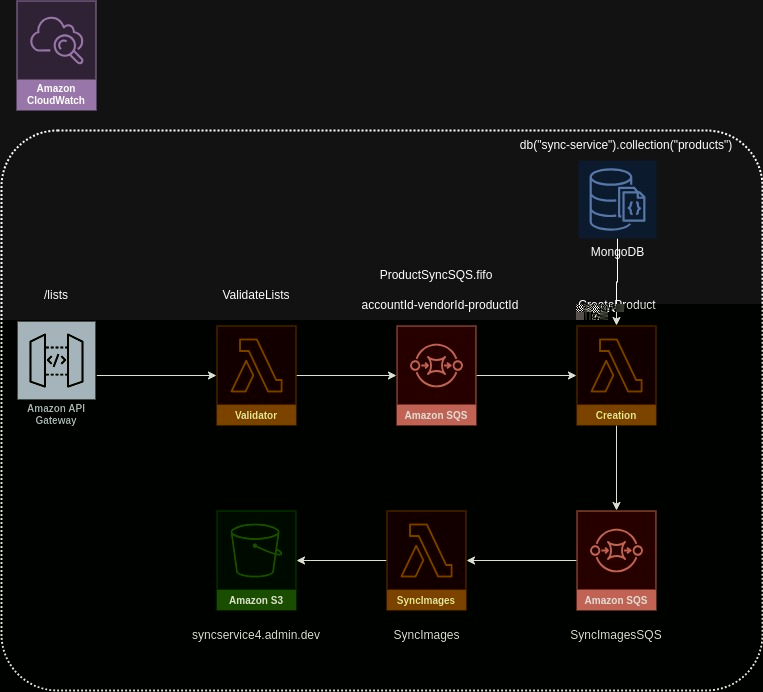 Amazon
CloudWatch
db("sync-service").collection("products")
MongoDB
ProductSyncSQS.fifo
/lists
ValidateLists
accountId-vendorId-productId
CreateProduct
Amazon API
Gateway
Validator
Amazon SQS
Creation
Amazon S3
SyncImages
Amazon SQS
syncservice4.admin.dev
SyncImages
SyncImagesSQS